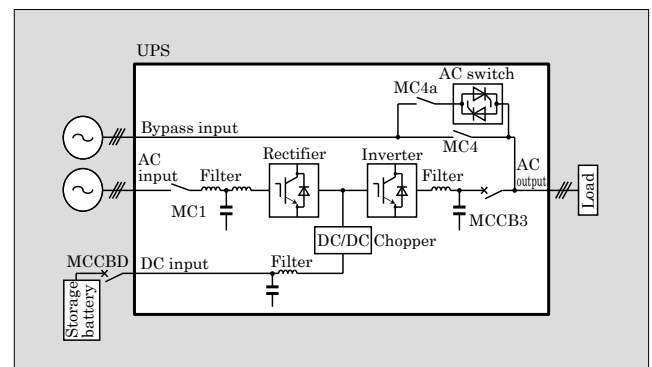 UPS
AC switch
MC4a
Bypass input
MC4
AC
input
Filter
Rectifier
Inverter
Filter
AC
output
MC1
MCCB3
Load
DC/DC
Chopper
MCCBD
DC input
Filter
Storage
battery